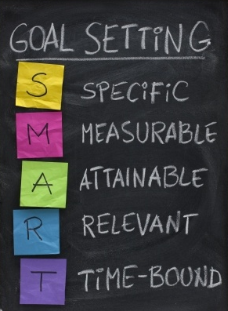 GOAL SETTING
S SPECIFIC
M MEASURABLE
A ATTAINABLE
R RELEVANT
T TIME-BOUND